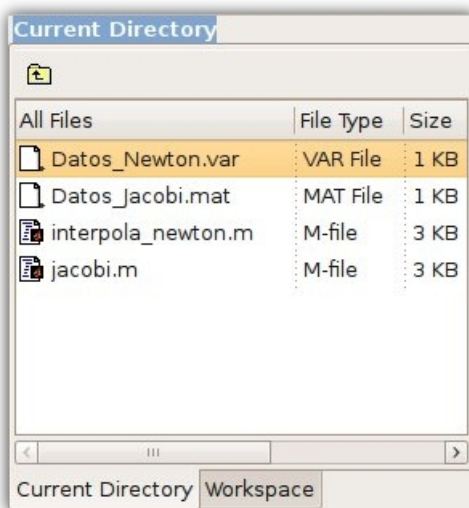 Current Directory
All Files File Type Size
Datos_Newton.var VAR File 1 KB
Datos_Jacobi.mat MAT File 1 KB
interpola_newton.m M-file 3 KB
jacobi.m M-file 3 KB
Current Directory Workspace